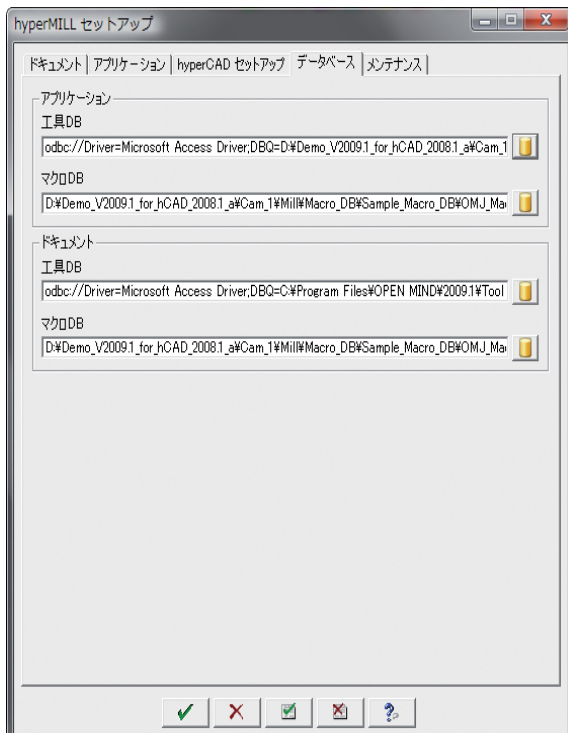 hyperMILL セットアップ
ドキュメント アプリケーション hyperCAD セットアップ データベース メンテナンス
アプリケーション
工具DB
odbc://Driver=Microsoft Access Driver;DBQ=D:¥Demo_V2009.1_for_hCAD_2008.1_a¥Cam_1
マクロDB
D:¥Demo_V2009.1_for_hCAD_2008.1_a¥Cam_1¥Mill¥Macro_DB¥Sample_Macro_DB¥OMJ_Ma
ドキュメント
工具DB
odbc://Driver=Microsoft Access Driver;DBQ=C:¥Program Files¥OPEN MIND¥2009.1¥Tool
マクロDB
D:¥Demo_V2009.1_for_hCAD_2008.1_a¥Cam_1¥Mill¥Macro_DB¥Sample_Macro_DB¥OMJ_Ma